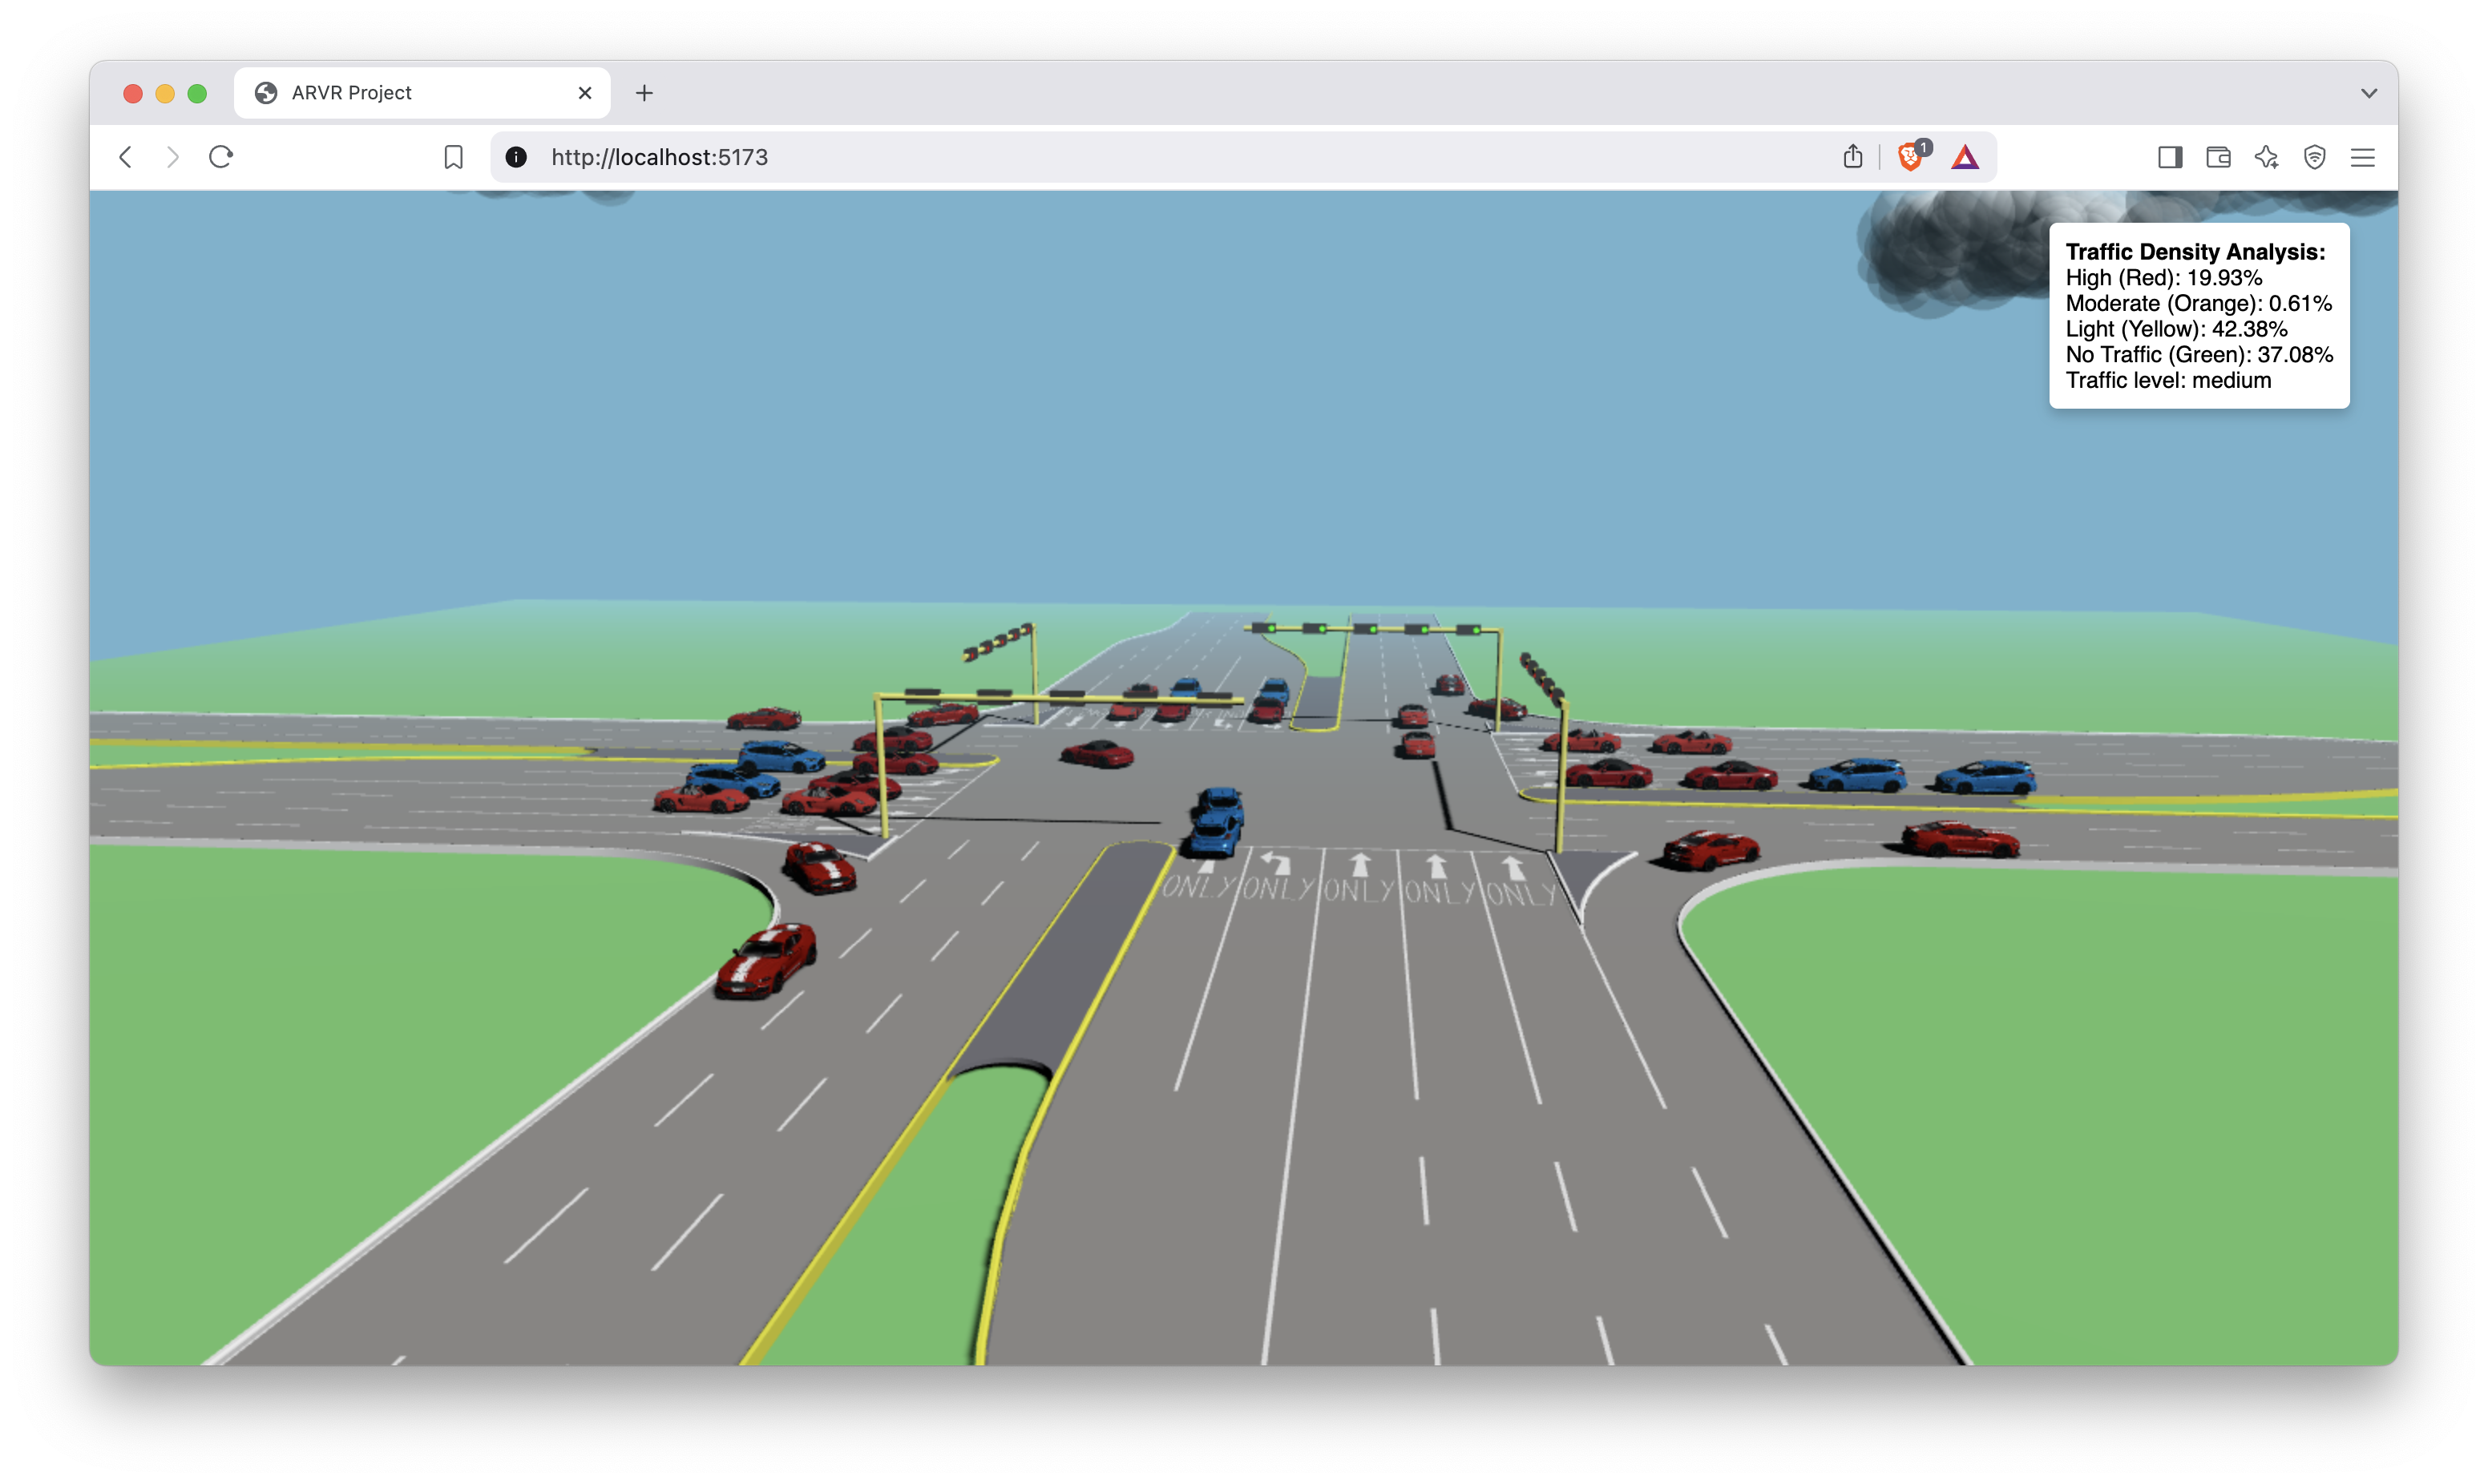 ARVR Project
http://localhost:5173
1
Traffic Density Analysis:
High (Red): 19.93%
Moderate (Orange): 0.61%
Light (Yellow): 42.38%
No Traffic (Green): 37.08%
Traffic level: medium
ONLY ONLY ONLY ONLY ONLY